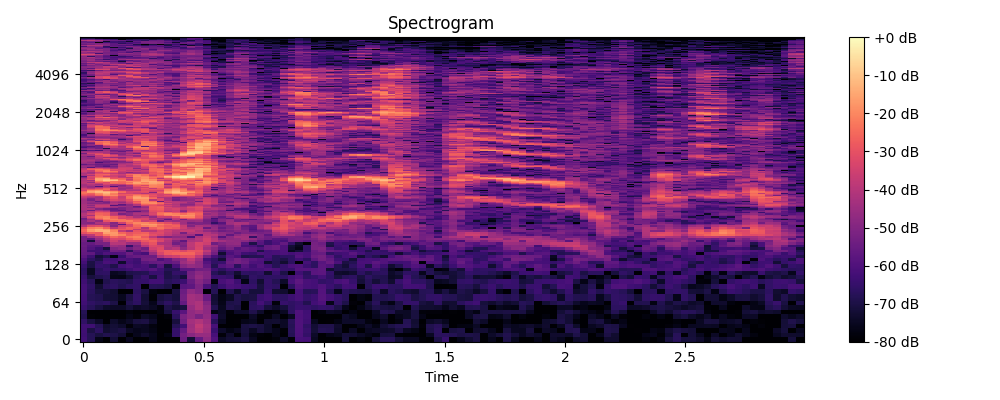 Spectrogram
4096
2048
1024
512
256
128
64
0
Hz
0
0.5
1
1.5
2
2.5
Time
+0 dB
-10 dB
-20 dB
-30 dB
-40 dB
-50 dB
-60 dB
-70 dB
-80 dB